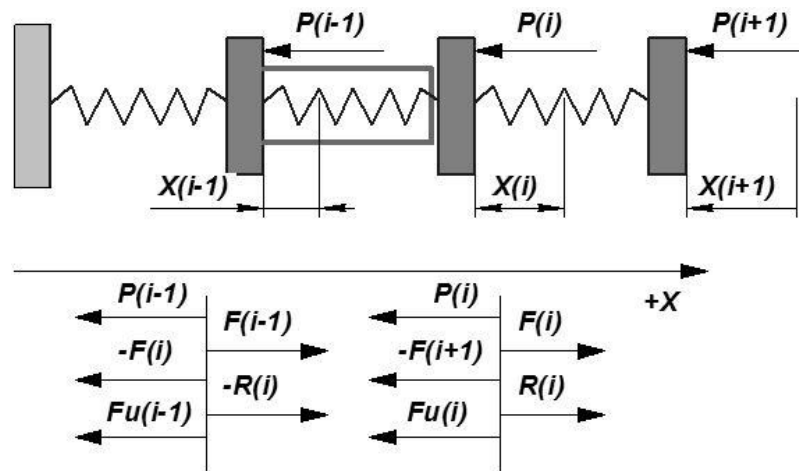 P(i-1) P(i) P(i+1)
X(i-1) X(i) X(i+1)
+X
P(i-1) P(i)
F(i-1) F(i)
-F(i) -F(i+1)
-R(i) R(i)
Fu(i-1) Fu(i)